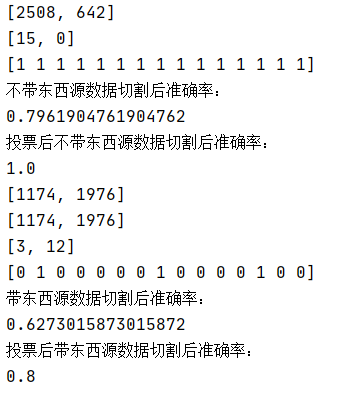 [2508, 642]
[15, 0]
[1 1 1 1 1 1 1 1 1 1 1 1 1 1 1]
不带东西源数据切割后准确率：
0.7961904761904762
投票后不带东西源数据切割后准确率：
1.0
[1174, 1976]
[1174, 1976]
[3, 12]
[0 1 0 0 0 0 0 1 0 0 0 0 1 0 0]
带东西源数据切割后准确率：
0.6273015873015872
投票后带东西源数据切割后准确率：
0.8